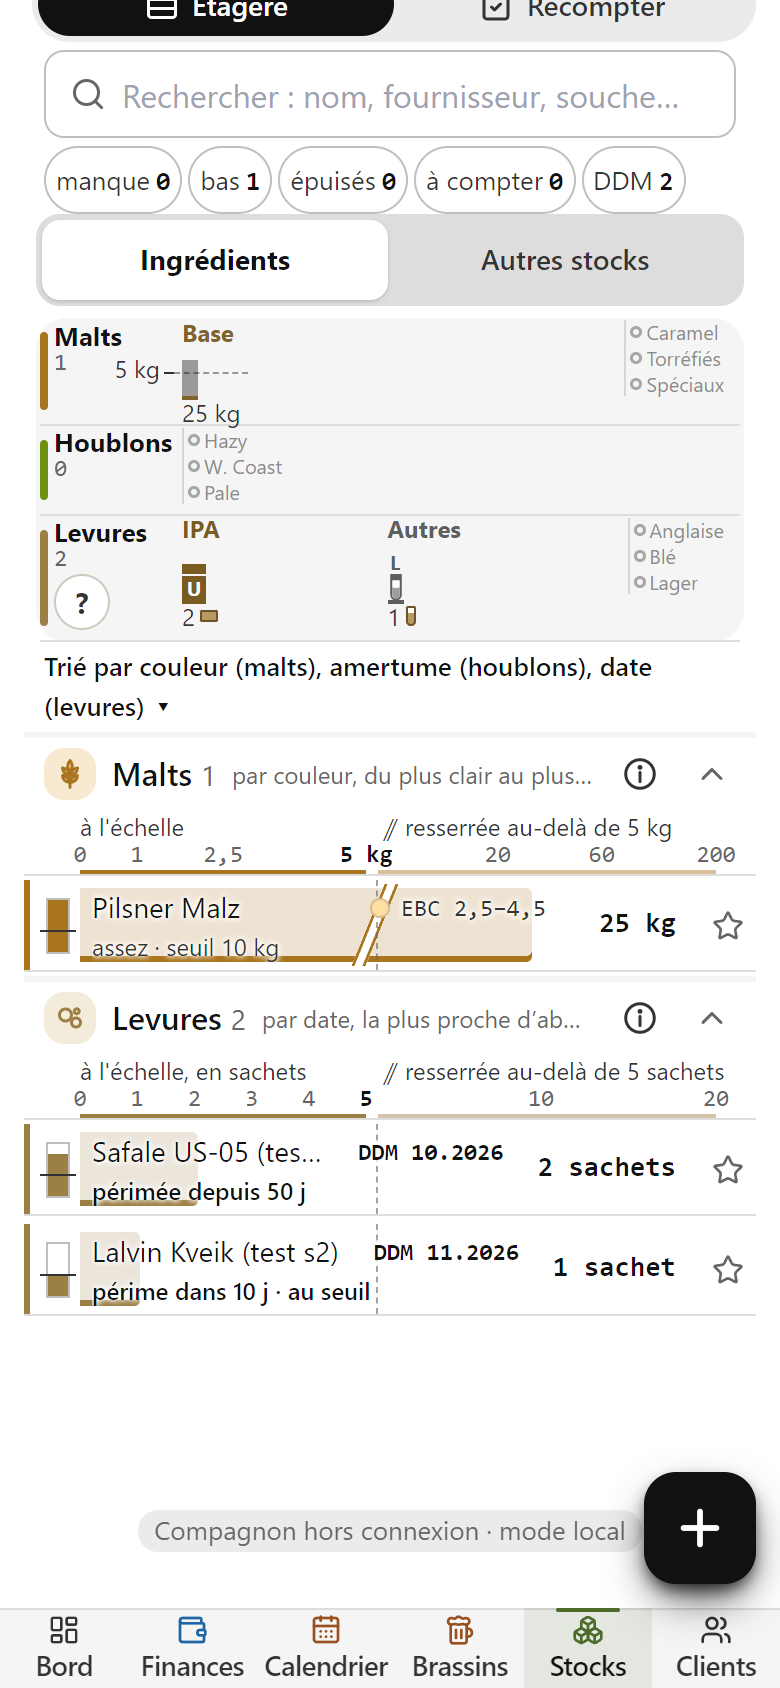 Étagère Recompter
Rechercher : nom, fournisseur, souche...
manque 0 bas 1 épuisés 0 à compter 0 DDM 2
Ingrédients Autres stocks
Malts
1
Base
5 kg
25 kg
Caramel
Torréfiés
Spéciaux
Houblons
0
Hazy
W. Coast
Pale
Levures
2
?
IPA
U
2
Autres
L
1
Anglaise
Blé
Lager
Trié par couleur (malts), amertume (houblons), date
(levures) ▼
Malts 1 par couleur, du plus clair au plus...
à l'échelle // resserrée au-delà de 5 kg
0 1 2,5 5 kg 20 60 200
Pilsner Malz EBC 2,5–4,5 25 kg
assez · seuil 10 kg
Levures 2 par date, la plus proche d’ab...
à l'échelle, en sachets // resserrée au-delà de 5 sachets
0 1 2 3 4 5 10 20
Safale US-05 (tes... DDM 10.2026 2 sachets
périmée depuis 50 j
Lalvin Kveik (test s2) DDM 11.2026 1 sachet
périme dans 10 j · au seuil
Compagnon hors connexion · mode local
+
Bord Finances Calendrier Brassins Stocks Clients